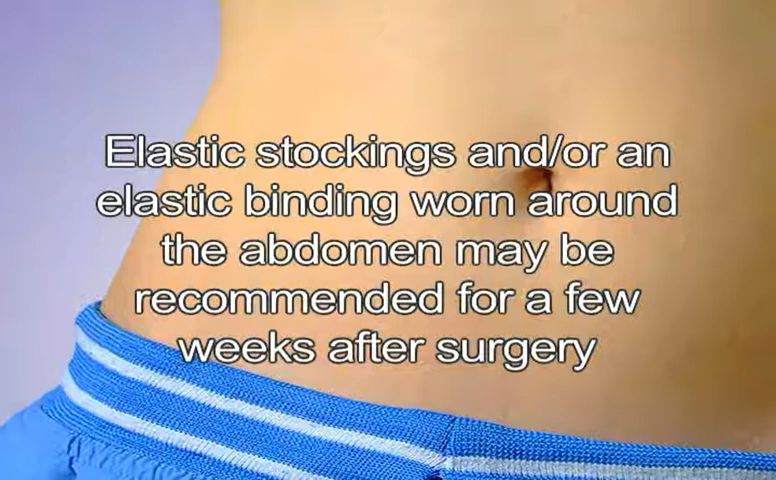 Elastic stockings and/or an
elastic binding worn around
the abdomen may be
recommended for a few
weeks after surgery